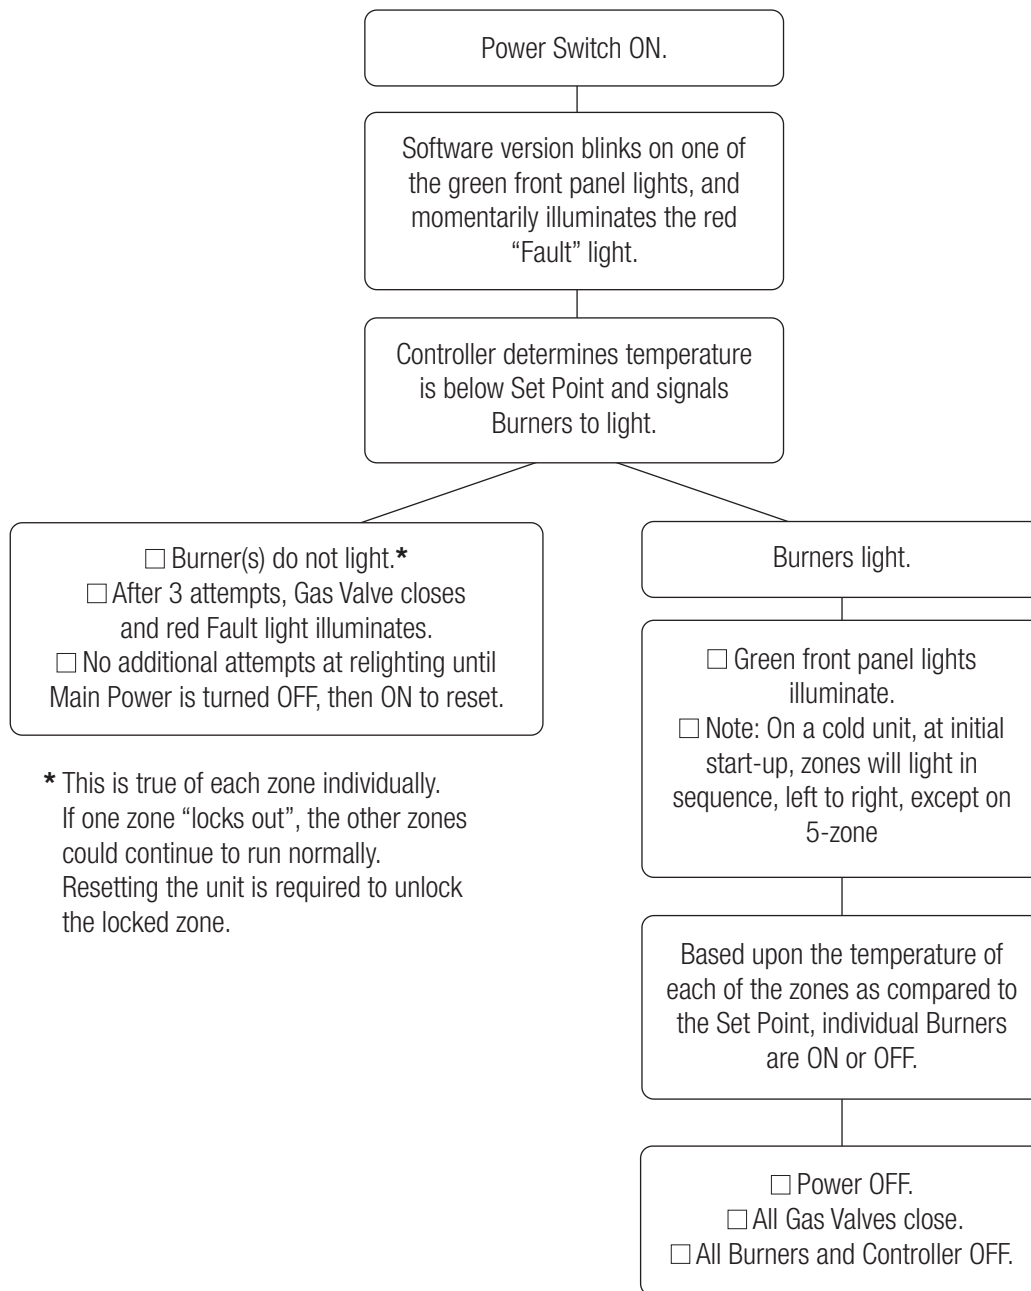 Power Switch ON.
Software version blinks on one of
the green front panel lights, and
momentarily illuminates the red
“Fault” light.
Controller determines temperature
is below Set Point and signals
Burners to light.
☐ Burner(s) do not light.*
☐ After 3 attempts, Gas Valve closes
and red Fault light illuminates.
☐ No additional attempts at relighting until
Main Power is turned OFF, then ON to reset.
* This is true of each zone individually.
If one zone “locks out”, the other zones
could continue to run normally.
Resetting the unit is required to unlock
the locked zone.
Burners light.
☐ Green front panel lights
illuminate.
☐ Note: On a cold unit, at initial
start-up, zones will light in
sequence, left to right, except on
5-zone
Based upon the temperature of
each of the zones as compared to
the Set Point, individual Burners
are ON or OFF.
☐ Power OFF.
☐ All Gas Valves close.
☐ All Burners and Controller OFF.